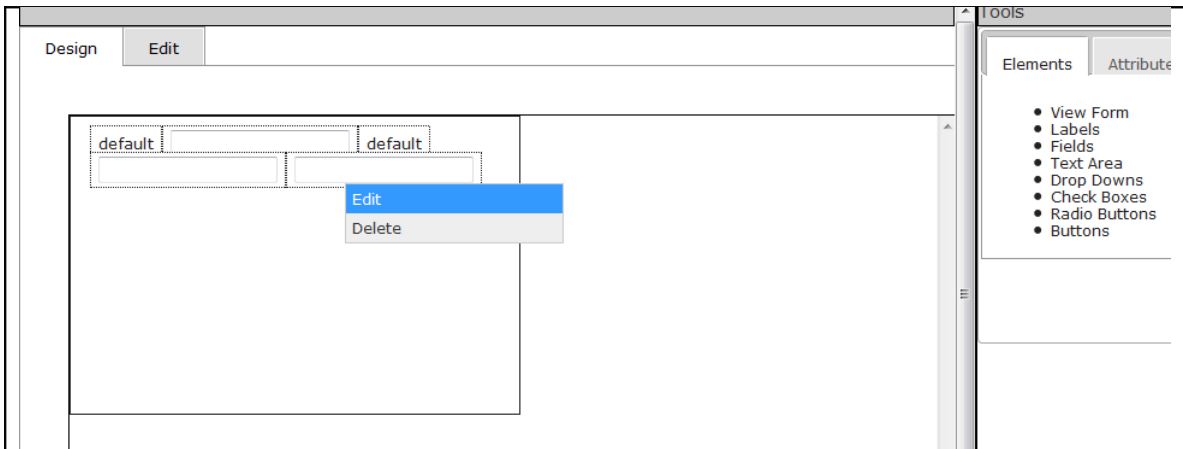 Tools
Design Edit
Elements Attribute
default default
Edit
Delete
View Form
Labels
Fields
Text Area
Drop Downs
Check Boxes
Radio Buttons
Buttons